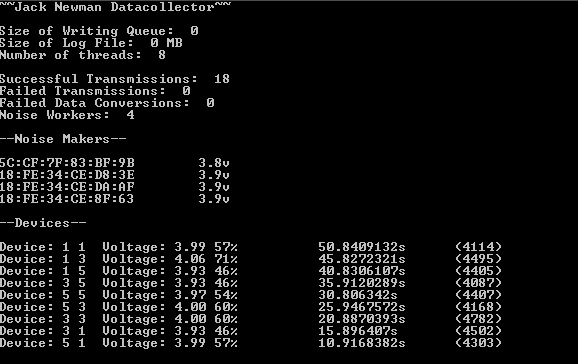 ~~Jack Newman Datacollector~~
Size of Writing Queue:  0
Size of Log File:  0 MB
Number of threads:  8
Successful Transmissions:  18
Failed Transmissions:  0
Failed Data Conversions:  0
Noise Workers:  4
--Noise Makers--
5C:CF:7F:83:BF:9B        3.8v
18:FE:34:CE:D8:3E        3.9v
18:FE:34:CE:DA:AF        3.9v
18:FE:34:CE:8F:63        3.9v
--Devices--
Device: 1 1  Voltage: 3.99 57%          50.8409132s      (4114)
Device: 1 3  Voltage: 4.06 71%          45.8272321s      (4495)
Device: 1 5  Voltage: 3.93 46%          40.8306107s      (4405)
Device: 3 5  Voltage: 3.93 46%          35.9120289s      (4087)
Device: 5 5  Voltage: 3.97 54%          30.806342s       (4407)
Device: 5 3  Voltage: 4.00 60%          25.9467572s      (4168)
Device: 3 3  Voltage: 4.00 60%          20.8870393s      (4782)
Device: 3 1  Voltage: 3.93 46%          15.896407s       (4502)
Device: 5 1  Voltage: 3.99 57%          10.9168382s      (4303)